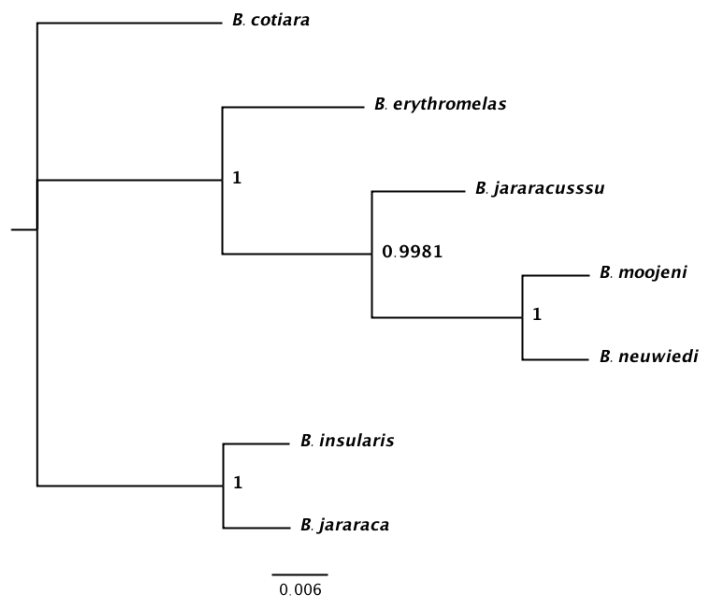 B. cotiara
B. erythromelas
1
B. jararacusssu
0.9981
B. moojeni
1
B. neuwiedi
B. insularis
1
B. jararaca
0.006